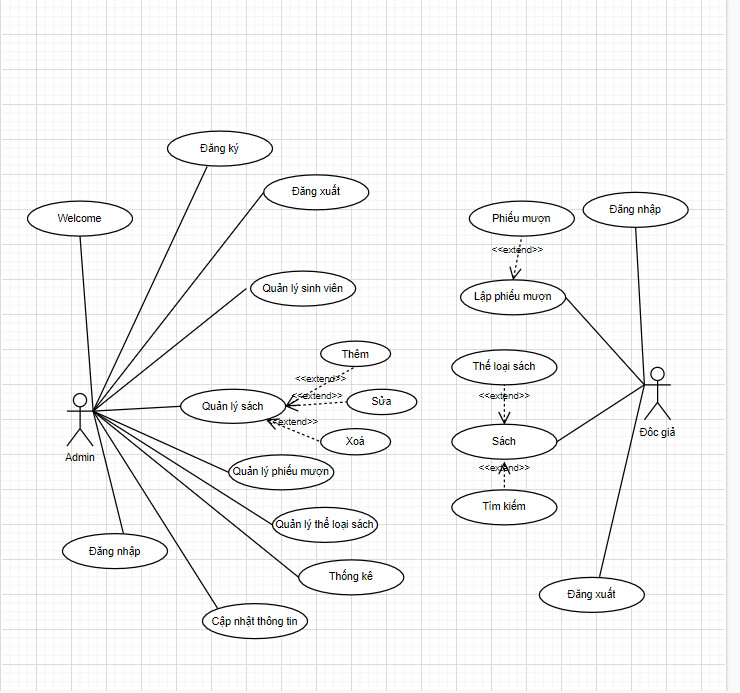 Đăng ký
Đăng xuất
Welcome
Quản lý sinh viên
Thêm
<<extend>>
Quản lý sách
<<extend>>
Sửa
<<extend>>
Xoá
Admin
Quản lý phiếu mượn
Quản lý thể loại sách
Đăng nhập
Thống kê
Cập nhật thông tin
Phiếu mượn
Đăng nhập
<<extend>>
Lập phiếu mượn
Thể loại sách
<<extend>>
Đôc giả
Sách
<<extend>>
Tìm kiếm
Đăng xuất